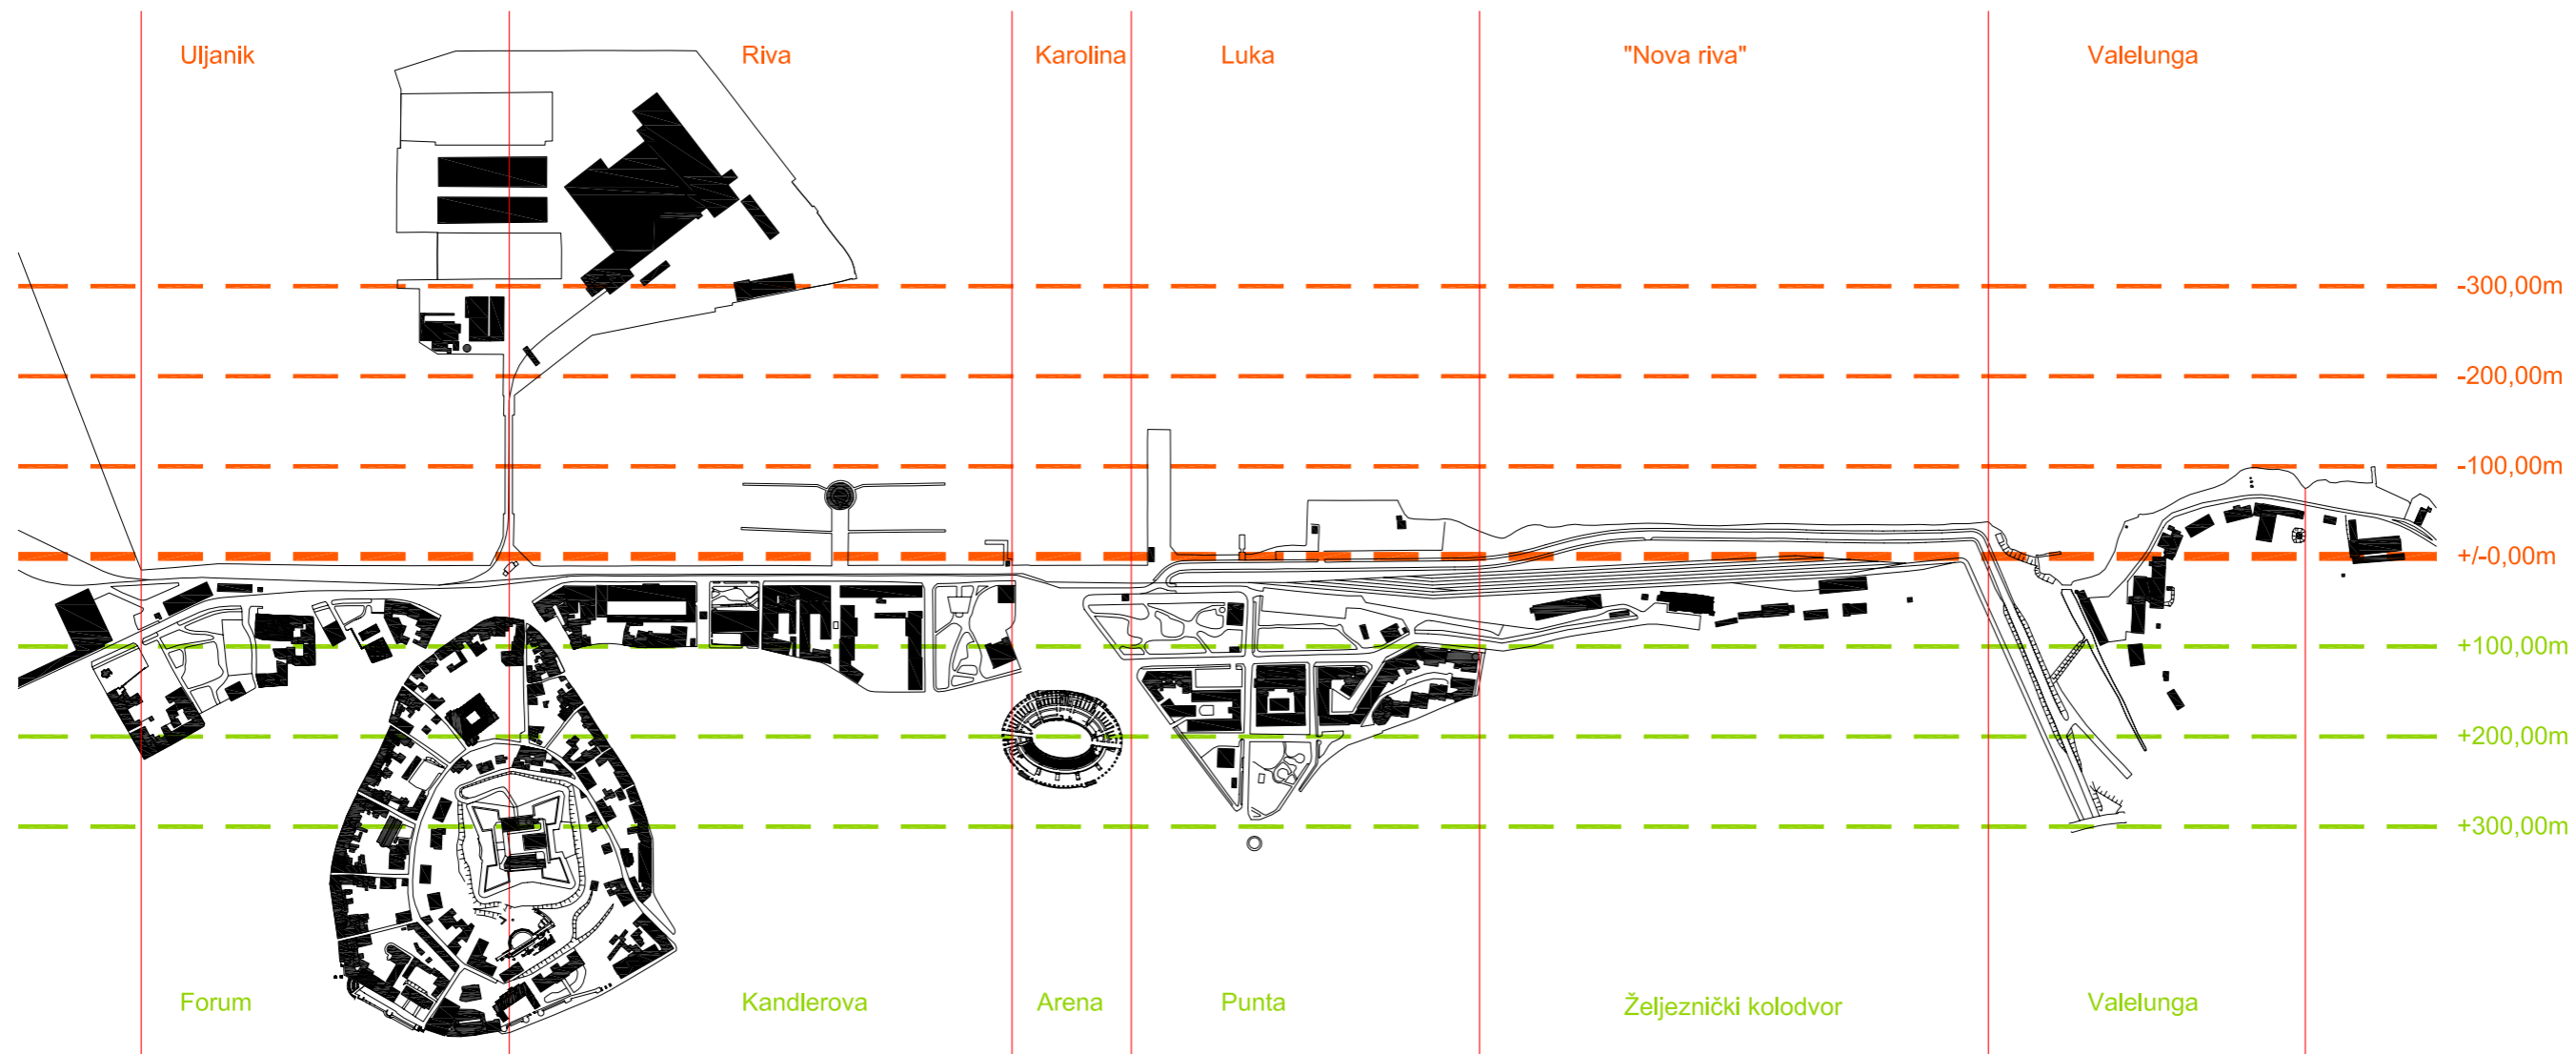 Uljanik Riva Karolina Luka "Nova riva" Valelunga
-300,00m
-200,00m
-100,00m
+/-0,00m
+100,00m
+200,00m
+300,00m
Forum Kandlerova Arena Punta Željeznički kolodvor Valelunga